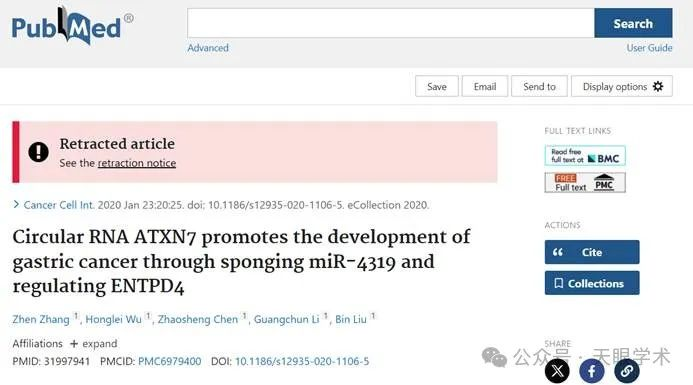 PubMed®
Search
Advanced
User Guide
Save
Email
Send to
Display options
Retracted article
See the retraction notice
FULL TEXT LINKS
Read free
full text at BMC
FREE
Full text PMC
> Cancer Cell Int. 2020 Jan 23:20:25. doi: 10.1186/s12935-020-1106-5. eCollection 2020.
Circular RNA ATXN7 promotes the development of
gastric cancer through sponging miR-4319 and
regulating ENTPD4
ACTIONS
Cite
Collections
Zhen Zhang 1, Honglei Wu 1, Zhaosheng Chen 1, Guangchun Li 1, Bin Liu 1
Affiliations + expand
PMID: 31997941 PMCID: PMC6979400 DOI: 10.1186/s12935-020-1106-5
SHARE
公众号 · 天眼学术